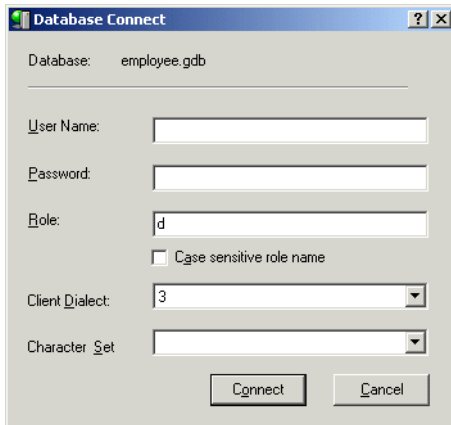 Database Connect
Database: employee.gdb
User Name:
Password:
Role: d
Case sensitive role name
Client Dialect: 3
Character Set
Connect Cancel